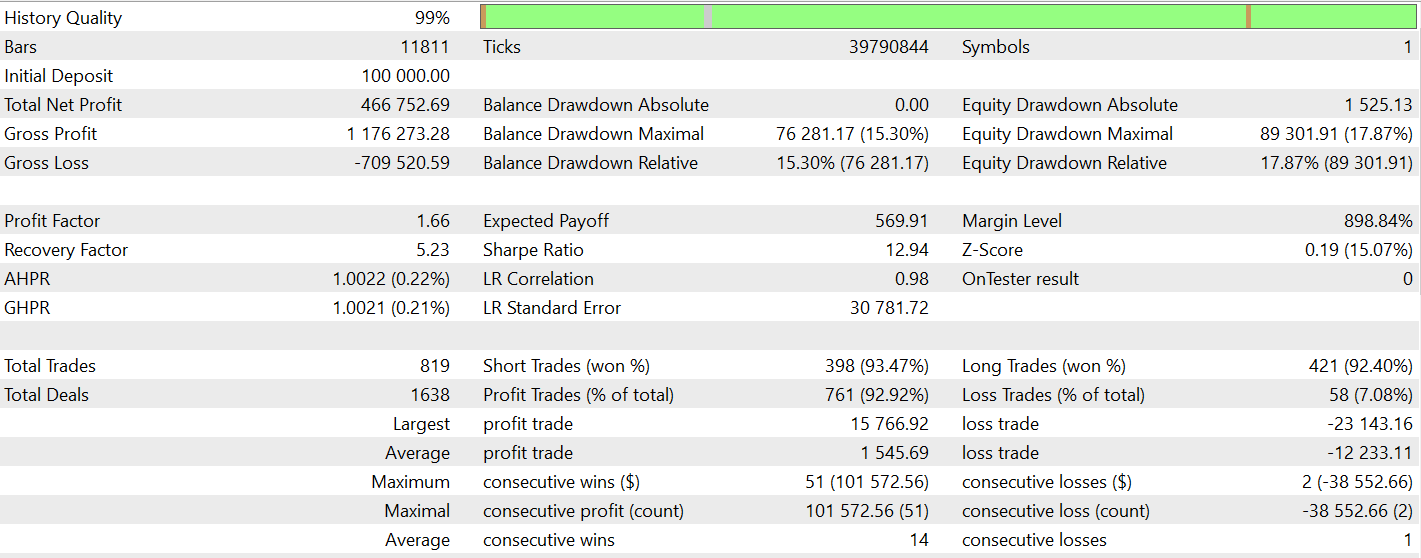 History Quality 99%
Bars 11811 Ticks 39790844 Symbols 1
Initial Deposit 100 000.00
Total Net Profit 466 752.69 Balance Drawdown Absolute 0.00 Equity Drawdown Absolute 1 525.13
Gross Profit 1 176 273.28 Balance Drawdown Maximal 76 281.17 (15.30%) Equity Drawdown Maximal 89 301.91 (17.87%)
Gross Loss -709 520.59 Balance Drawdown Relative 15.30% (76 281.17) Equity Drawdown Relative 17.87% (89 301.91)
Profit Factor 1.66 Expected Payoff 569.91 Margin Level 898.84%
Recovery Factor 5.23 Sharpe Ratio 12.94 Z-Score 0.19 (15.07%)
AHPR 1.0022 (0.22%) LR Correlation 0.98 OnTester result 0
GHPR 1.0021 (0.21%) LR Standard Error 30 781.72
Total Trades 819 Short Trades (won %) 398 (93.47%) Long Trades (won %) 421 (92.40%)
Total Deals 1638 Profit Trades (% of total) 761 (92.92%) Loss Trades (% of total) 58 (7.08%)
Largest profit trade 15 766.92 loss trade -23 143.16
Average profit trade 1 545.69 loss trade -12 233.11
Maximum consecutive wins ($) 51 (101 572.56) consecutive losses ($) 2 (-38 552.66)
Maximal consecutive profit (count) 101 572.56 (51) consecutive loss (count) -38 552.66 (2)
Average consecutive wins 14 consecutive losses 1